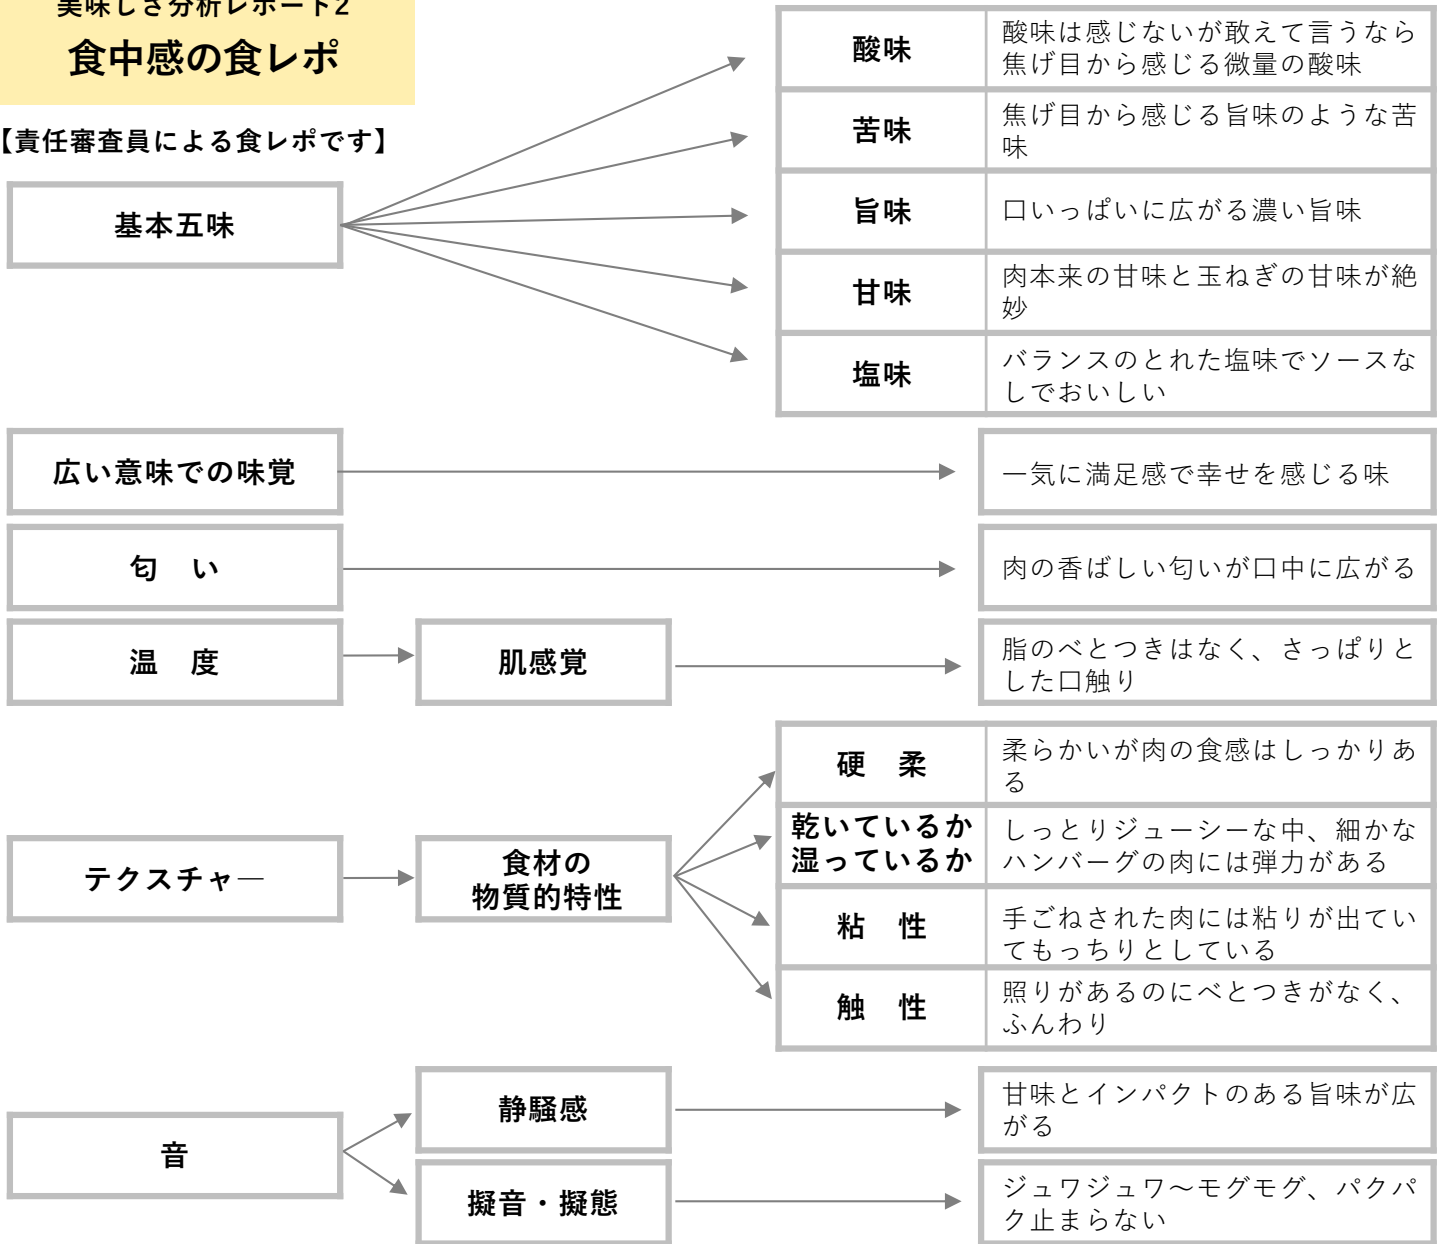 美味しさ分析レポート2
食中感の食レポ
【責任審査員による食レポです】
基本五味
酸味
酸味は感じないが敢えて言うなら
焦げ目から感じる微量の酸味
苦味
焦げ目から感じる旨味のような苦
味
旨味
口いっぱいに広がる濃い旨味
甘味
肉本来の甘味と玉ねぎの甘味が絶
妙
塩味
バランスのとれた塩味でソースな
しでおいしい
広い意味での味覚
一気に満足感で幸せを感じる味
匂　い
肉の香ばしい匂いが口中に広がる
温　度
肌感覚
脂のべとつきはなく、さっぱりと
した口触り
テクスチャ―
食材の
物質的特性
硬　柔
柔らかいが肉の食感はしっかりあ
る
乾いているか
湿っているか
しっとりジューシーな中、細かな
ハンバーグの肉には弾力がある
粘　性
手ごねされた肉には粘りが出てい
てもっちりとしている
触　性
照りがあるのにべとつきがなく、
ふんわり
音
静騒感
甘味とインパクトのある旨味が広
がる
擬音・擬態
ジュワジュワ～モグモグ、パクパ
ク止まらない